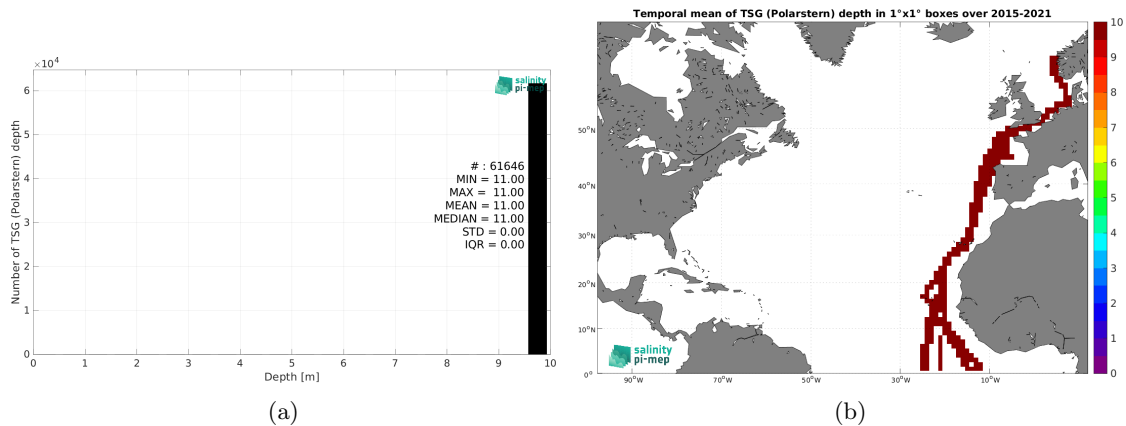 ×10⁴
6
5
4
3
2
1
0
Number of TSG (Polarstern) depth
salinity
pi-mep
# : 61646
MIN = 11.00
MAX = 11.00
MEAN = 11.00
MEDIAN = 11.00
STD = 0.00
IQR = 0.00
0 1 2 3 4 5 6 7 8 9 10
Depth [m]
(a)
Temporal mean of TSG (Polarstern) depth in 1°x1° boxes over 2015-2021
50°N
40°N
30°N
20°N
10°N
0°
90°W 70°W 50°W 30°W 10°W
salinity
pi-mep
10
9
8
7
6
5
4
3
2
1
0
(b)